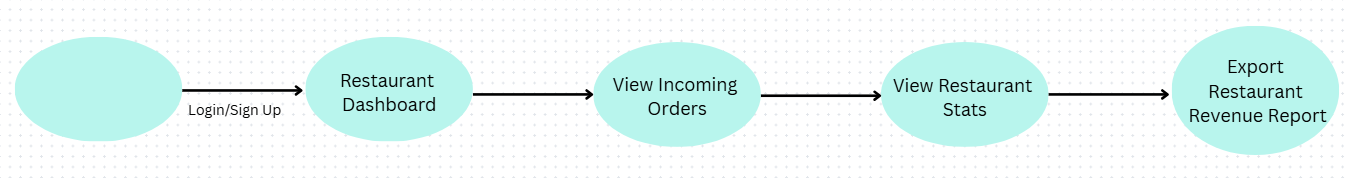 Login/Sign Up
Restaurant
Dashboard
View Incoming
Orders
View Restaurant
Stats
Export
Restaurant
Revenue Report